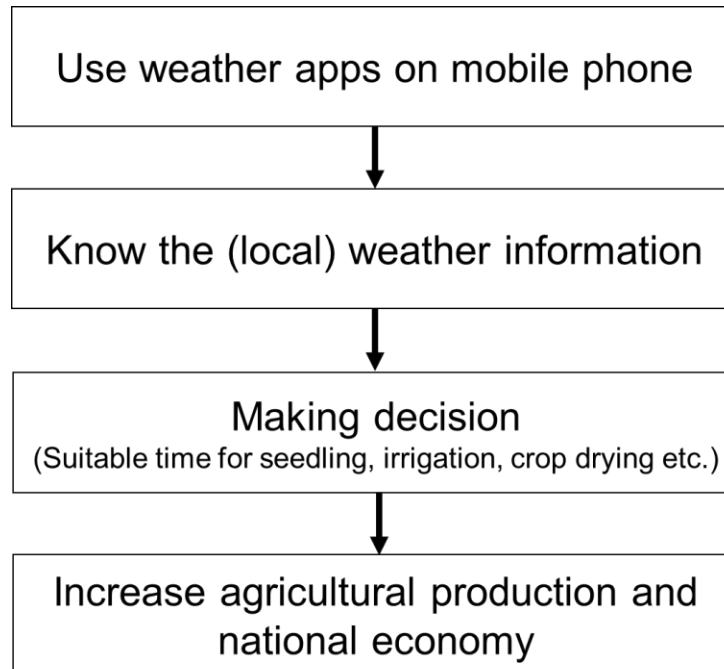 Use weather apps on mobile phone
Know the (local) weather information
Making decision
(Suitable time for seedling, irrigation, crop drying etc.)
Increase agricultural production and
national economy